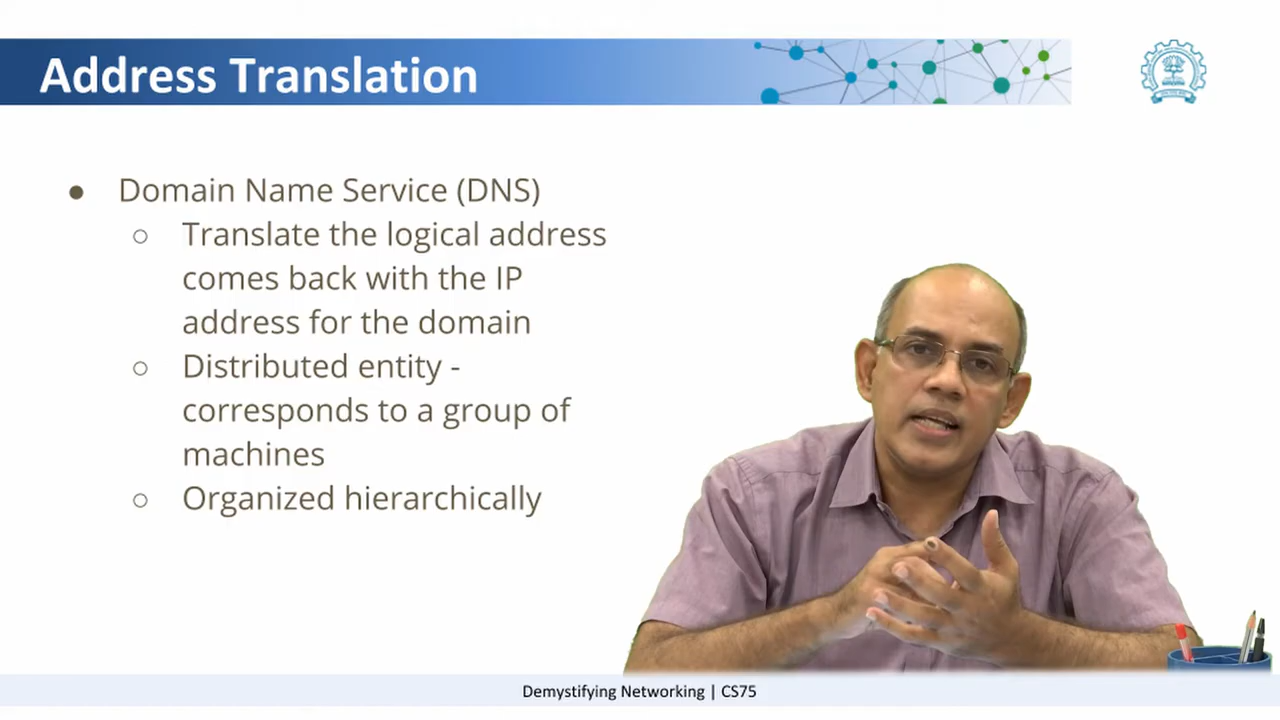 Address Translation
● Domain Name Service (DNS)
○ Translate the logical address
comes back with the IP
address for the domain
○ Distributed entity -
corresponds to a group of
machines
○ Organized hierarchically
Demystifying Networking | CS75